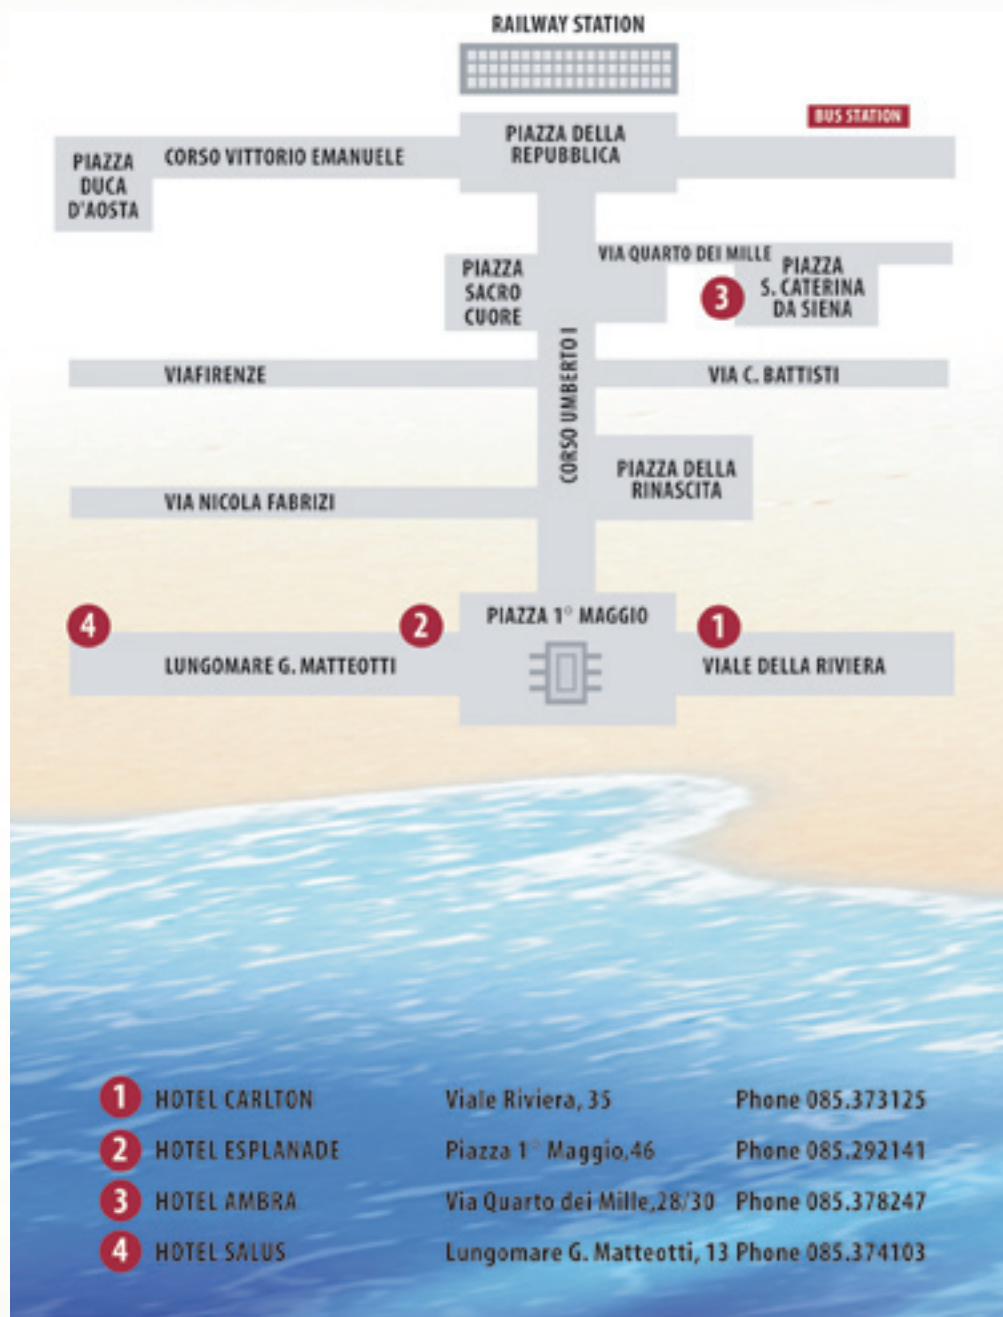 RAILWAY STATION
BUS STATION
PIAZZA DELLA
REPUBBLICA
CORSO VITTORIO EMANUELE
PIAZZA
DUCA
D'AOSTA
VIA QUARTO DEI MILLE
PIAZZA
SACRO
CUORE
3
PIAZZA
S. CATERINA
DA SIENA
VIAFIRENZE
CORSO UMBERTO I
VIA C. BATTISTI
PIAZZA DELLA
RINASCITA
VIA NICOLA FABRIZI
4
2
PIAZZA 1° MAGGIO
1
LUNGOMARE G. MATTEOTTI
VIALE DELLA RIVIERA
1 HOTEL CARLTON Viale Riviera, 35 Phone 085.373125
2 HOTEL ESPLANADE Piazza 1° Maggio,46 Phone 085.292141
3 HOTEL AMBRA Via Quarto dei Mille,28/30 Phone 085.378247
4 HOTEL SALUS Lungomare G. Matteotti, 13 Phone 085.374103